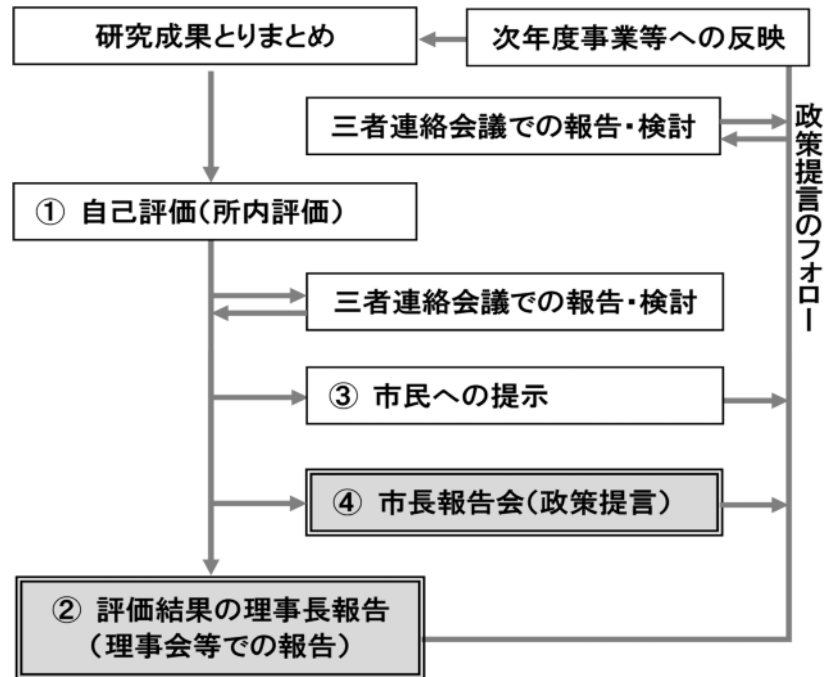 研究成果とりまとめ
次年度事業等への反映
三者連絡会議での報告・検討
政策提言のフォロー
① 自己評価（所内評価）
三者連絡会議での報告・検討
③ 市民への提示
④ 市長報告会（政策提言）
② 評価結果の理事長報告
（理事会等での報告）